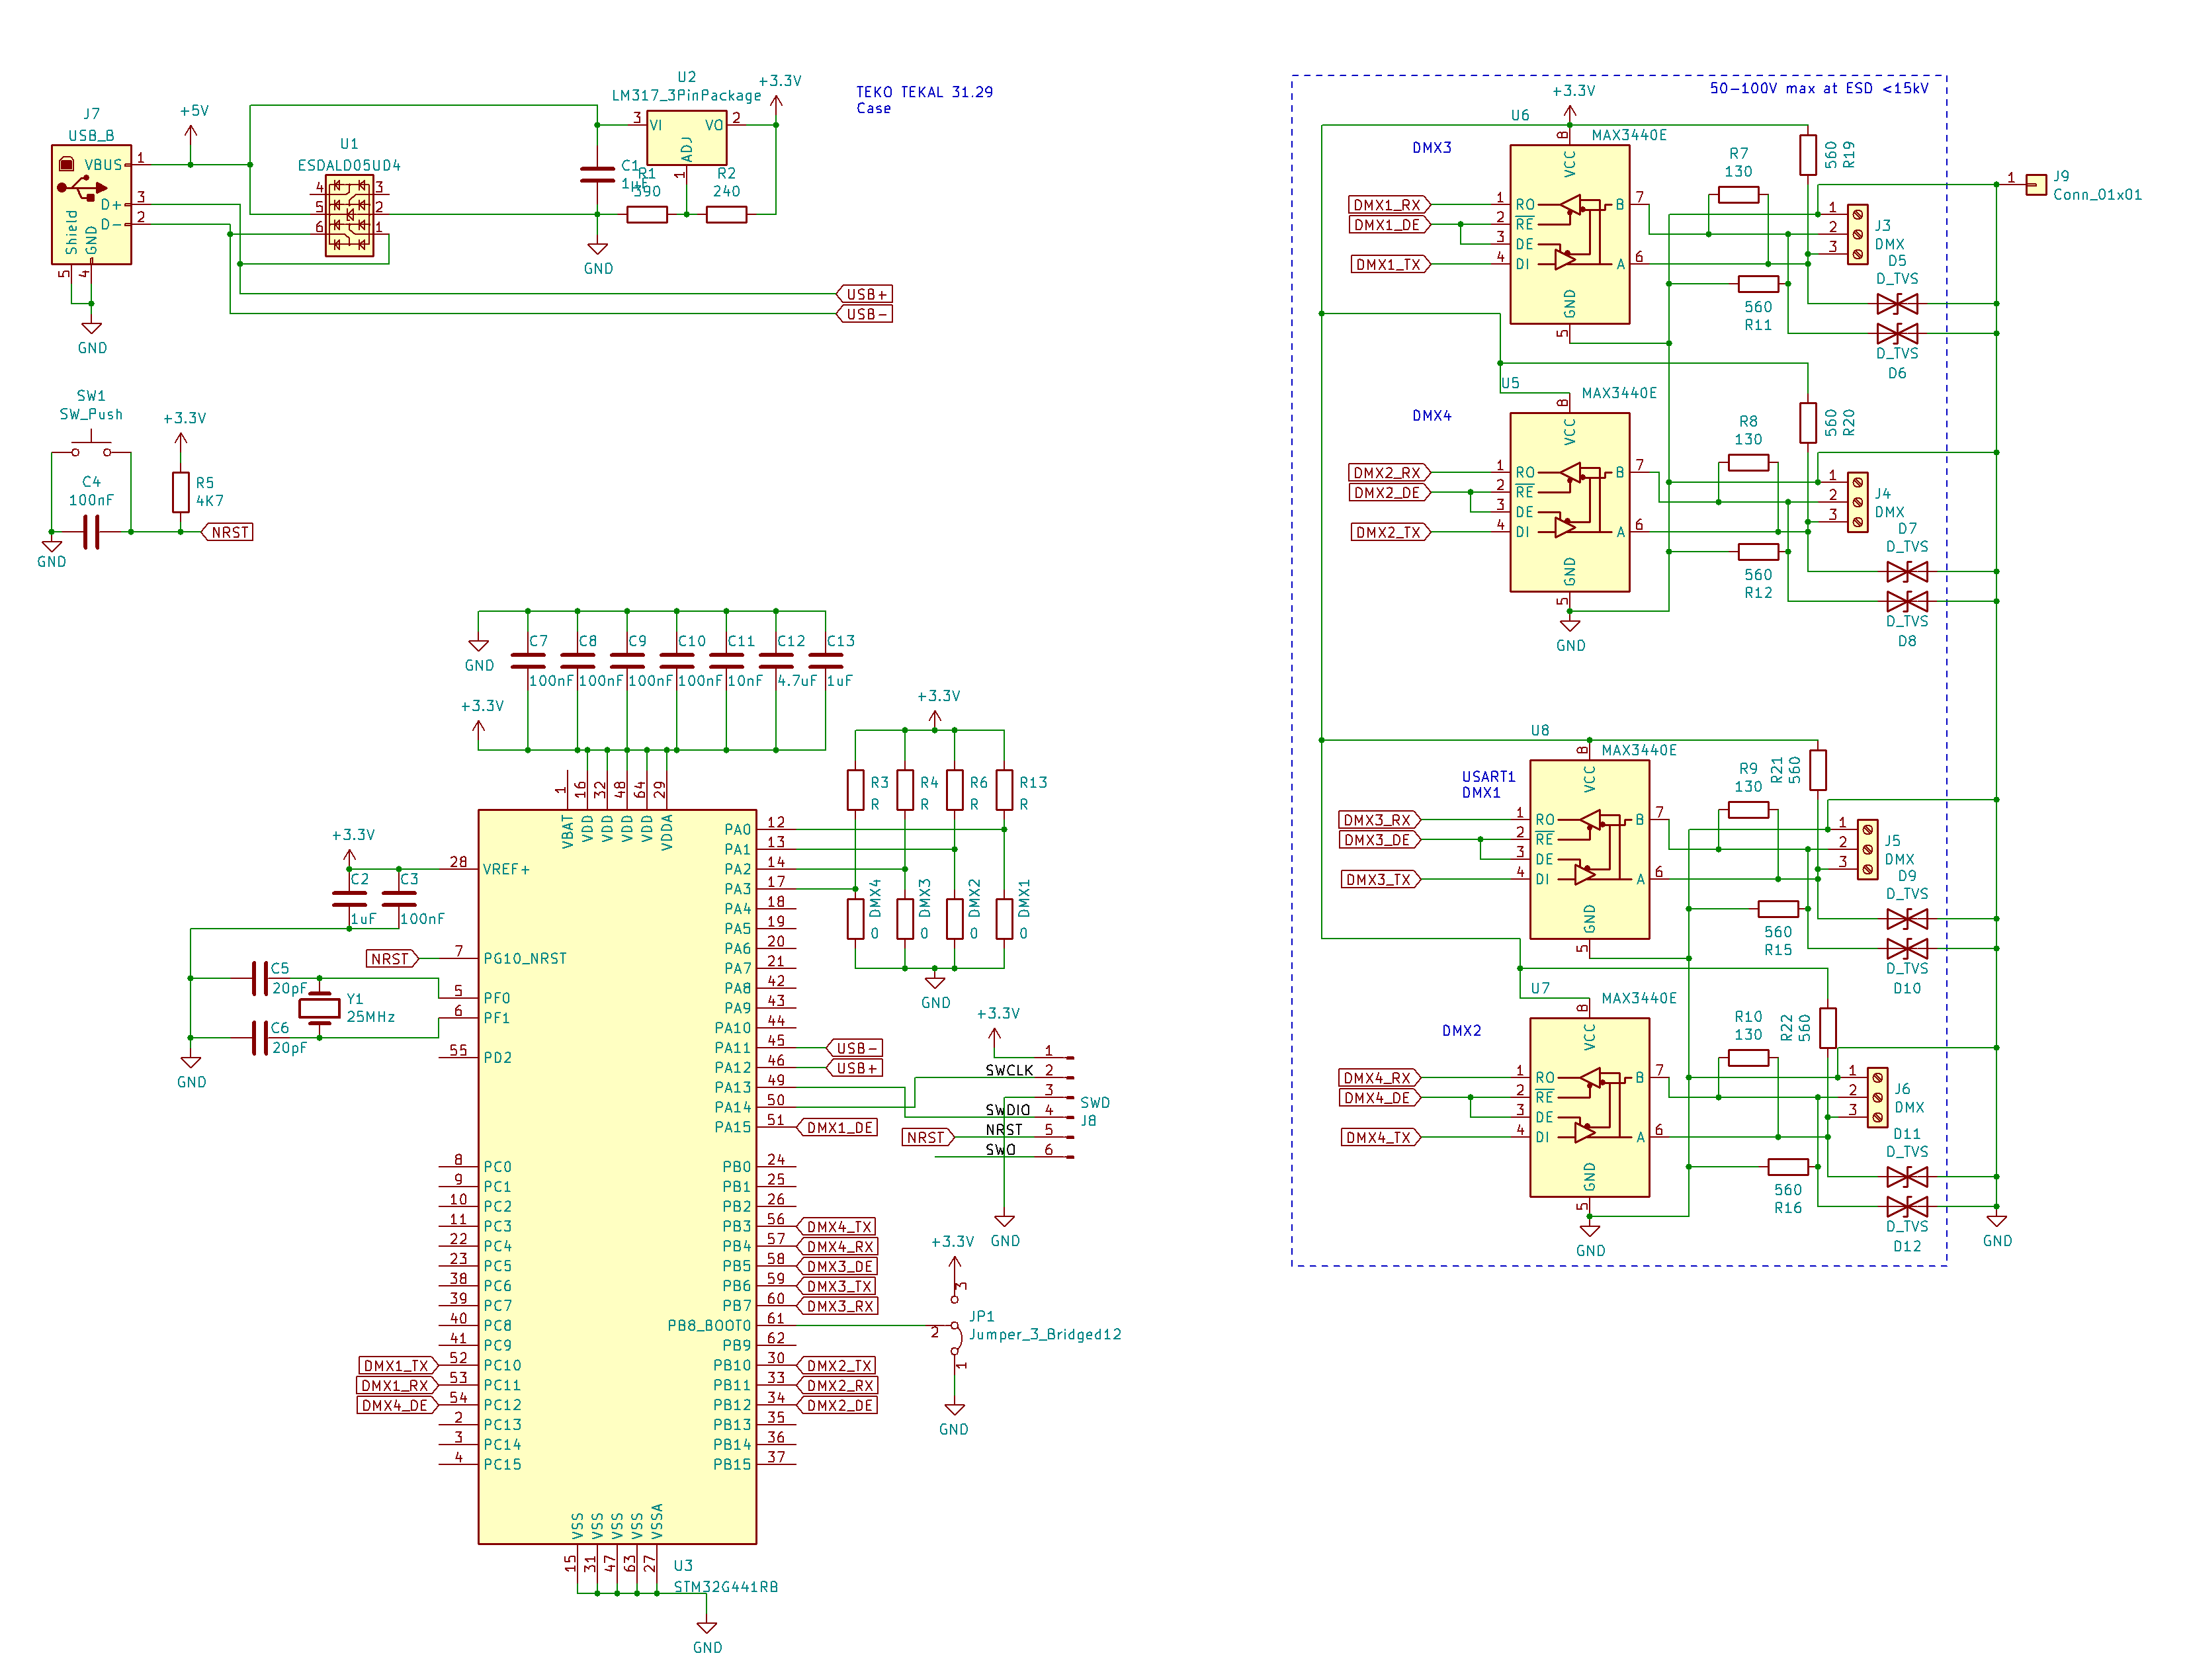 TEKO TEKAL 31.29
Case
J7
USB_B
VBUS 1
D+ 3
D- 2
Shield
GND
5
4
GND
+5V
U1
ESDALD05UD4
4
5
6
3
2
1
U2
LM317_3PinPackage
3 VI
VO 2
ADJ
1
+3.3V
C1
1uF
R1
390
R2
240
GND
USB+
USB-
SW1
SW_Push
C4
100nF
GND
+3.3V
R5
4K7
NRST
GND
C7
100nF
C8
100nF
C9
100nF
C10
100nF
C11
10nF
C12
4.7uF
C13
1uF
+3.3V
+3.3V
R3
R
R4
R
R6
R
R13
R
DMX4
0
DMX3
0
DMX2
0
DMX1
0
GND
+3.3V
C2
1uF
C3
100nF
NRST
C5
20pF
C6
20pF
Y1
25MHz
GND
1 VBAT
16 VDD
32 VDD
48 VDD
64 VDD
29 VDDA
28 VREF+
7 PG10_NRST
5 PF0
6 PF1
55 PD2
8 PC0
9 PC1
10 PC2
11 PC3
22 PC4
23 PC5
38 PC6
39 PC7
40 PC8
41 PC9
DMX1_TX 52 PC10
DMX1_RX 53 PC11
DMX4_DE 54 PC12
2 PC13
3 PC14
4 PC15
PA0 12
PA1 13
PA2 14
PA3 17
PA4 18
PA5 19
PA6 20
PA7 21
PA8 42
PA9 43
PA10 44
PA11 45 USB-
PA12 46 USB+
PA13 49
PA14 50
PA15 51 DMX1_DE
PB0 24
PB1 25
PB2 26
PB3 56 DMX4_TX
PB4 57 DMX4_RX
PB5 58 DMX3_DE
PB6 59 DMX3_TX
PB7 60 DMX3_RX
PB8_BOOT0 61
PB9 62
PB10 30 DMX2_TX
PB11 33 DMX2_RX
PB12 34 DMX2_DE
PB13 35
PB14 36
PB15 37
15 VSS
31 VSS
47 VSS
63 VSS
27 VSSA
U3
STM32G441RB
GND
+3.3V
1
SWCLK 2
3
SWDIO 4
NRST NRST 5
SWO 6
SWD
J8
GND
+3.3V
3
2
1
JP1
Jumper_3_Bridged12
GND
50-100V max at ESD <15kV
+3.3V
U6
MAX3440E
DMX3
DMX1_RX 1 RO
DMX1_DE 2 RE
3 DE
DMX1_TX 4 DI
8 VCC
GND 5
B 7
A 6
R7
130
560
R19
560
R11
1
2
3
J3
DMX
D5
D_TVS
D_TVS
D6
1
J9
Conn_01x01
U5
MAX3440E
DMX4
DMX2_RX 1 RO
DMX2_DE 2 RE
3 DE
DMX2_TX 4 DI
8 VCC
GND 5
B 7
A 6
GND
R8
130
560
R20
560
R12
1
2
3
J4
DMX
D7
D_TVS
D_TVS
D8
U8
MAX3440E
USART1
DMX1
DMX3_RX 1 RO
DMX3_DE 2 RE
3 DE
DMX3_TX 4 DI
8 VCC
GND 5
B 7
A 6
R9
130
R21
560
560
R15
1
2
3
J5
DMX
D9
D_TVS
D_TVS
D10
U7
MAX3440E
DMX2
DMX4_RX 1 RO
DMX4_DE 2 RE
3 DE
DMX4_TX 4 DI
8 VCC
GND 5
B 7
A 6
GND
R10
130
R22
560
560
R16
1
2
3
J6
DMX
D11
D_TVS
D_TVS
D12
GND